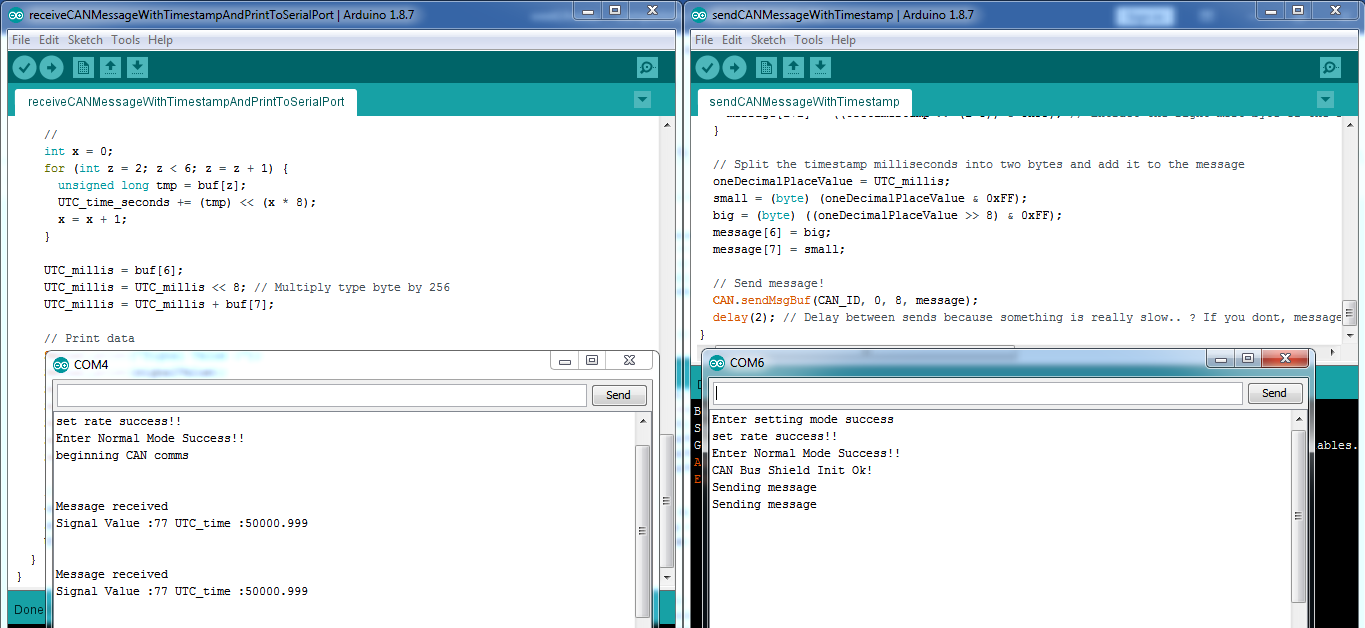 receiveCANMessageWithTimestampAndPrintToSerialPort | Arduino 1.8.7
File Edit Sketch Tools Help
receiveCANMessageWithTimestampAndPrintToSerialPort
//
int x = 0;
for (int z = 2; z < 6; z = z + 1) {
unsigned long tmp = buf[z];
UTC_time_seconds += (tmp) << (x * 8);
x = x + 1;
}
UTC_millis = buf[6];
UTC_millis = UTC_millis << 8; // Multiply type byte by 256
UTC_millis = UTC_millis + buf[7];
// Print data
}
}
Done
COM4
Send
set rate success!!
Enter Normal Mode Success!!
beginning CAN comms
Message received
Signal Value :77 UTC_time :50000.999
Message received
Signal Value :77 UTC_time :50000.999
sendCANMessageWithTimestamp | Arduino 1.8.7
File Edit Sketch Tools Help
sendCANMessageWithTimestamp
}
// Split the timestamp milliseconds into two bytes and add it to the message
oneDecimalPlaceValue = UTC_millis;
small = (byte) (oneDecimalPlaceValue & 0xFF);
big = (byte) ((oneDecimalPlaceValue >> 8) & 0xFF);
message[6] = big;
message[7] = small;
// Send message!
CAN.sendMsgBuf(CAN_ID, 0, 8, message);
delay(2); // Delay between sends because something is really slow.. ? If you dont, message
}
ables.
COM6
Send
Enter setting mode success
set rate success!!
Enter Normal Mode Success!!
CAN Bus Shield Init Ok!
Sending message
Sending message